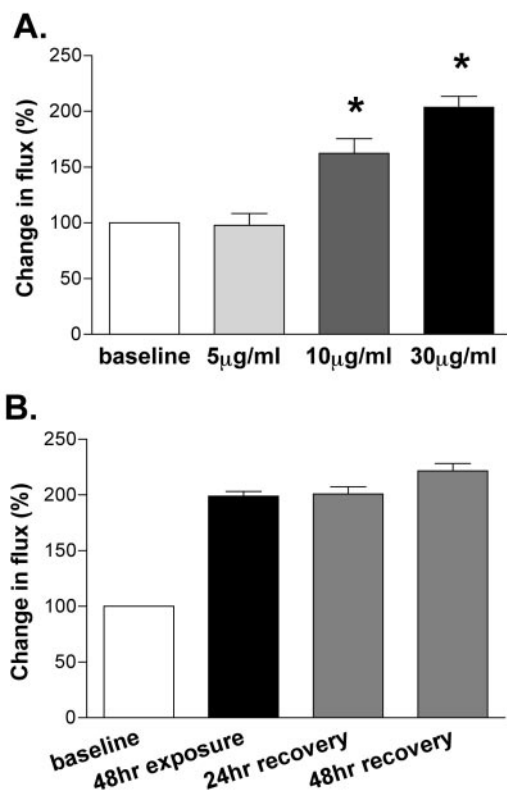 A.
Change in flux (%)
250
200
150
100
50
0
*
*
baseline 5μg/ml 10μg/ml 30μg/ml
B.
Change in flux (%)
250
200
150
100
50
0
baseline
48hr exposure
24hr recovery
48hr recovery